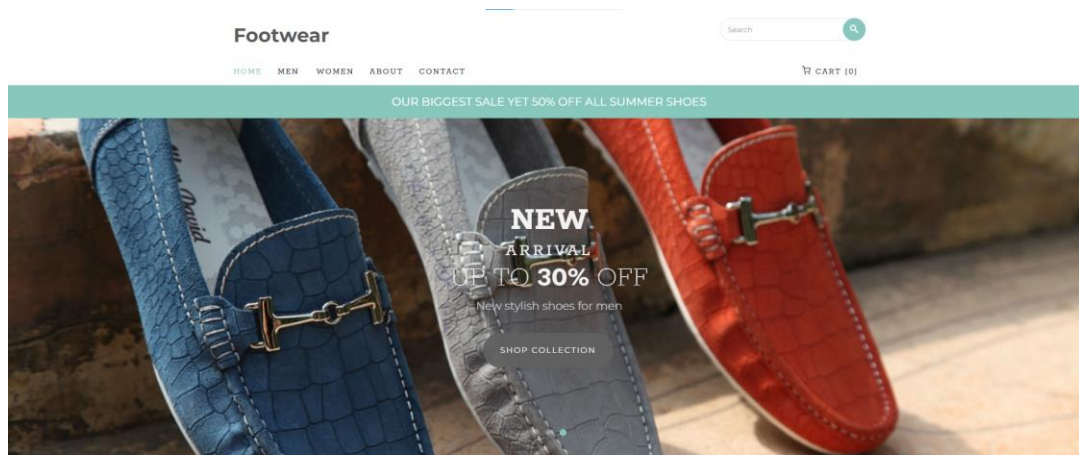 Footwear
Search
HOME MEN WOMEN ABOUT CONTACT
CART (0)
OUR BIGGEST SALE YET 50% OFF ALL SUMMER SHOES
NEW
ARRIVAL
UP TO 30% OFF
New stylish shoes for men
SHOP COLLECTION